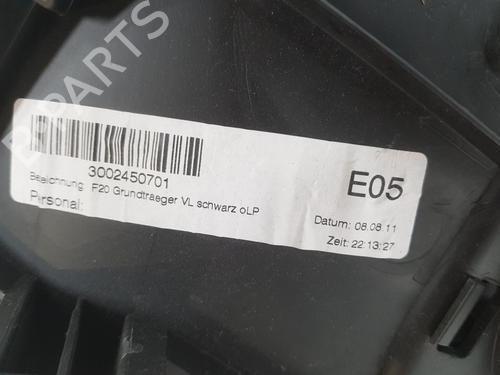 B-PARTS
3002450701
Bezeichnung: F20 Grundtraeger VL schwarz oLP
Personal:
E05
Datum: 08.08.11
Zeit: 22:13:27